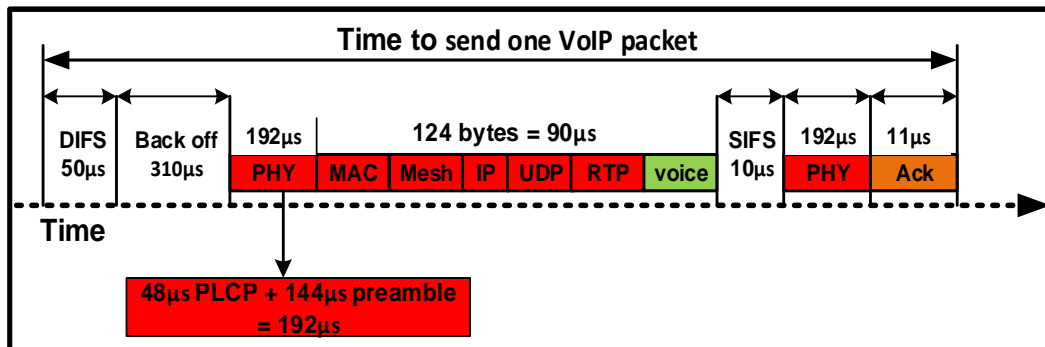 Time to send one VoIP packet
DIFS
50µs
Back off
310µs
192µs
124 bytes = 90µs
SIFS
10µs
192µs
11µs
PHY
MAC
Mesh
IP
UDP
RTP
voice
PHY
Ack
Time
48µs PLCP + 144µs preamble
= 192µs